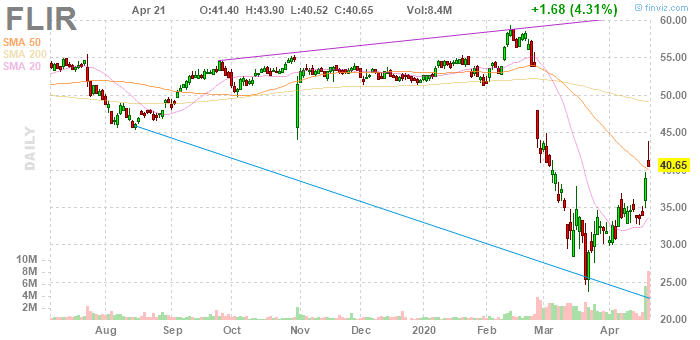 FLIR
Apr 21 O:41.40 H:43.90 L:40.52 C:40.65 Vol:8.4M +1.68 (4.31%)
© finviz.com
SMA 50
SMA 200
SMA 20
DAILY
60.00
55.00
50.00
45.00
40.65
35.00
30.00
25.00
20.00
10M
8M
6M
4M
2M
Aug Sep Oct Nov Dec 2020 Feb Mar Apr